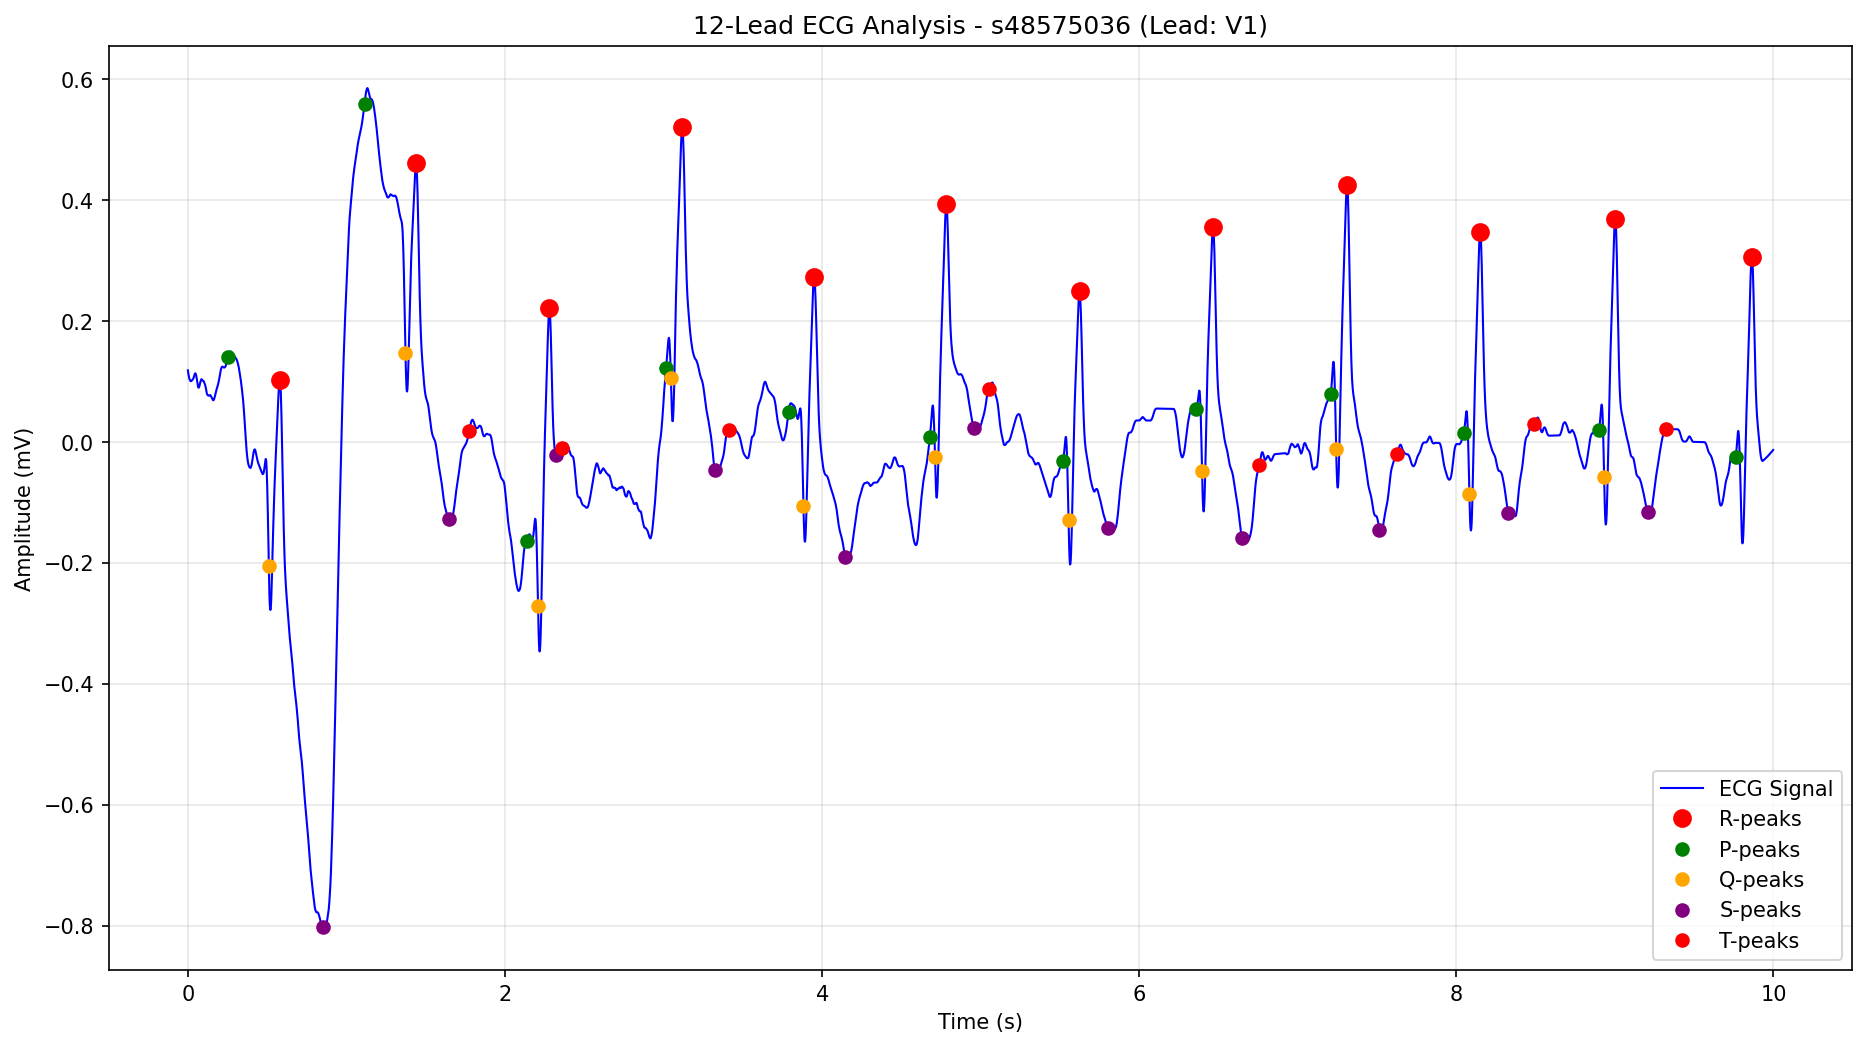 12-Lead ECG Analysis - s48575036 (Lead: V1)
Amplitude (mV)
0.6
0.4
0.2
0.0
−0.2
−0.4
−0.6
−0.8
0 2 4 6 8 10
Time (s)
ECG Signal
R-peaks
P-peaks
Q-peaks
S-peaks
T-peaks